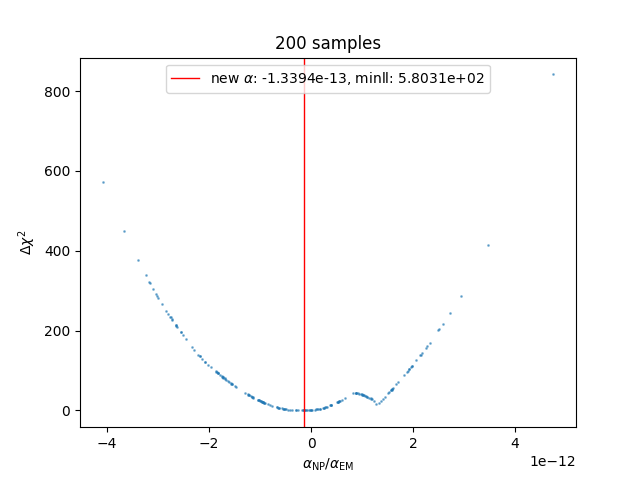 200 samples
new α: -1.3394e-13, minll: 5.8031e+02
800
600
400
200
0
Δχ²
−4 −2 0 2 4
1e−12
α_NP/α_EM